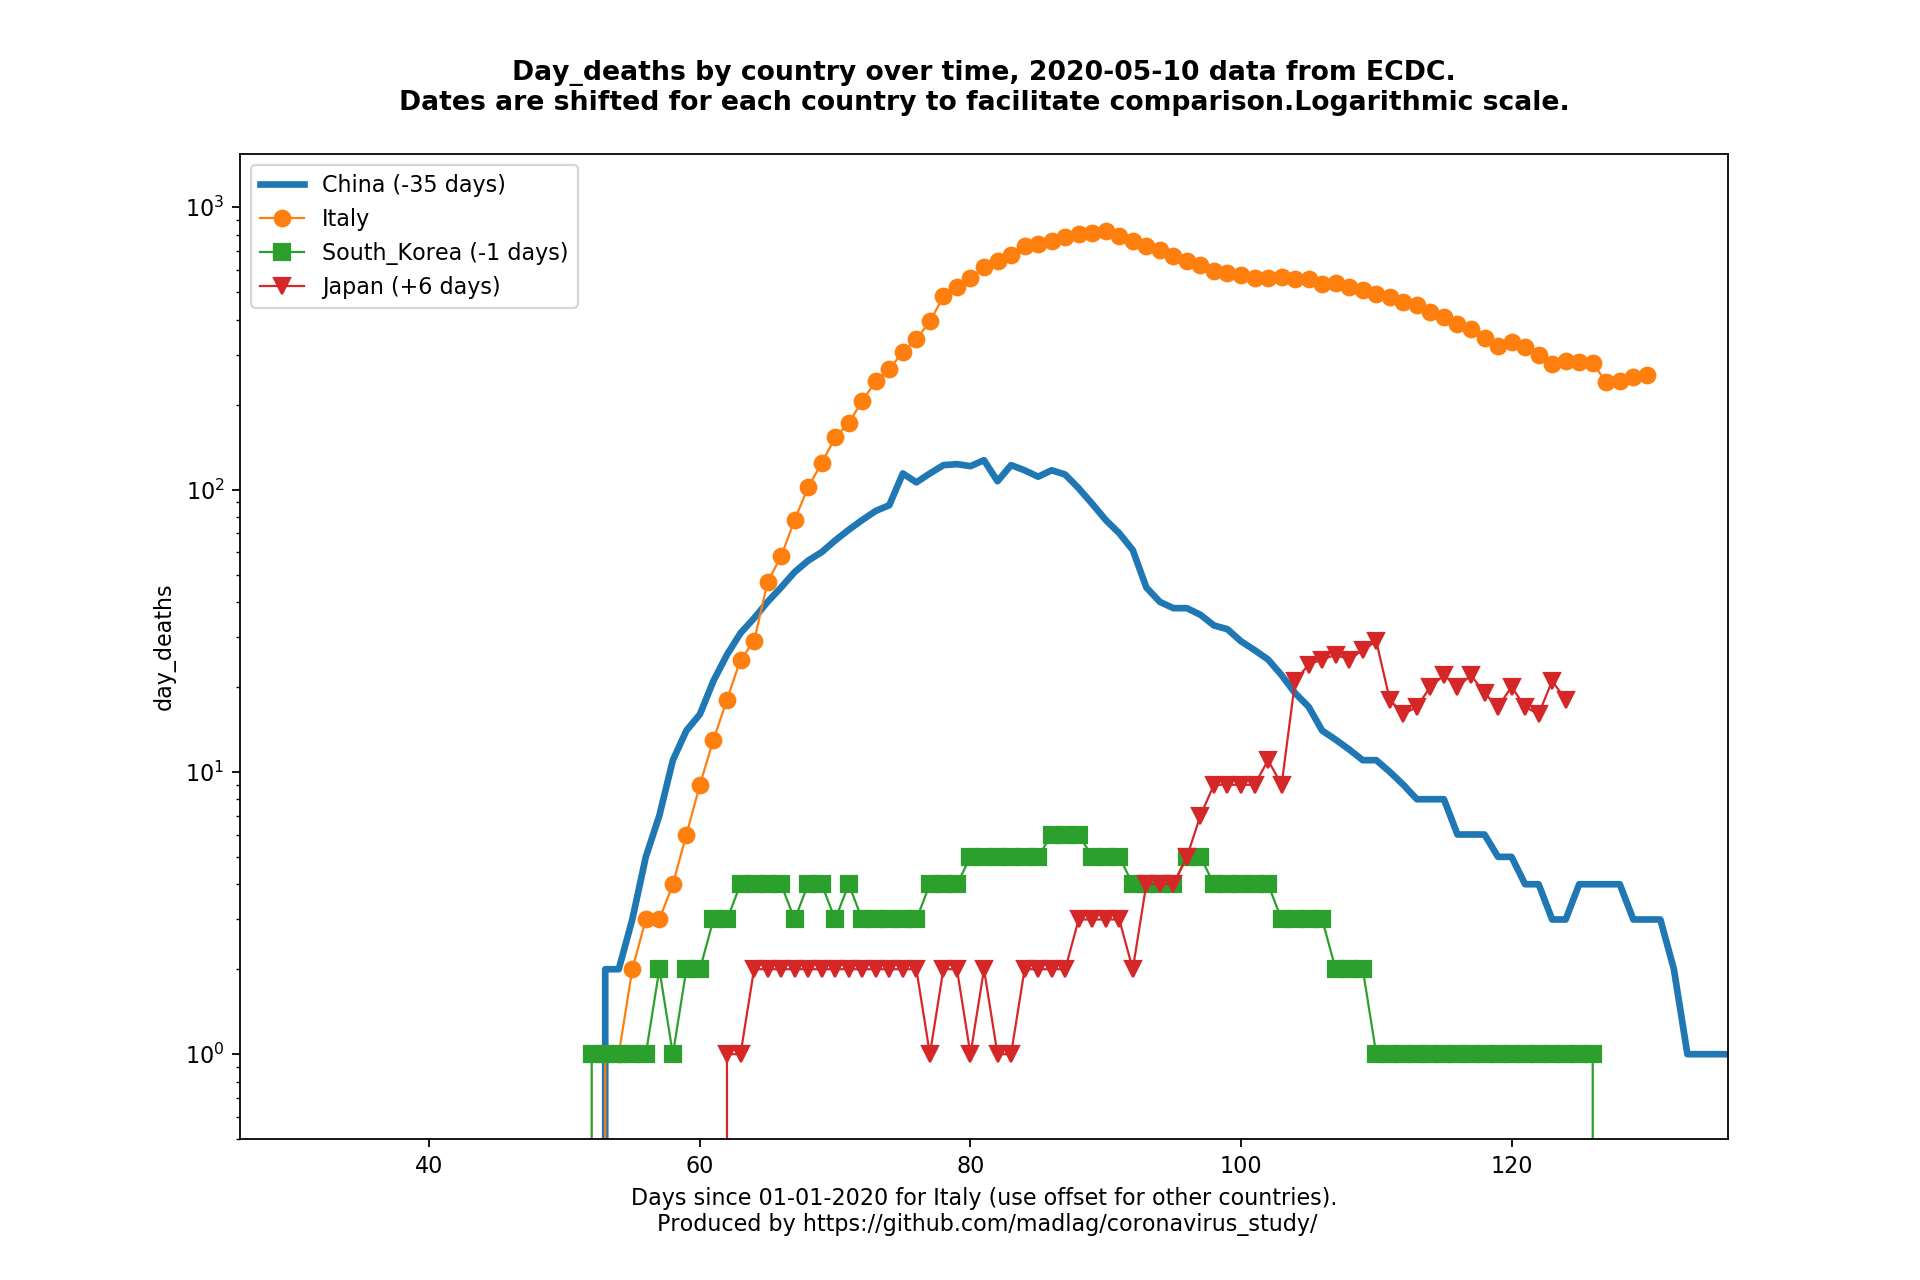 Day_deaths by country over time, 2020-05-10 data from ECDC.
Dates are shifted for each country to facilitate comparison.Logarithmic scale.
China (-35 days)
Italy
South_Korea (-1 days)
Japan (+6 days)
10³
10²
10¹
10⁰
day_deaths
40 60 80 100 120
Days since 01-01-2020 for Italy (use offset for other countries).
Produced by https://github.com/madlag/coronavirus_study/